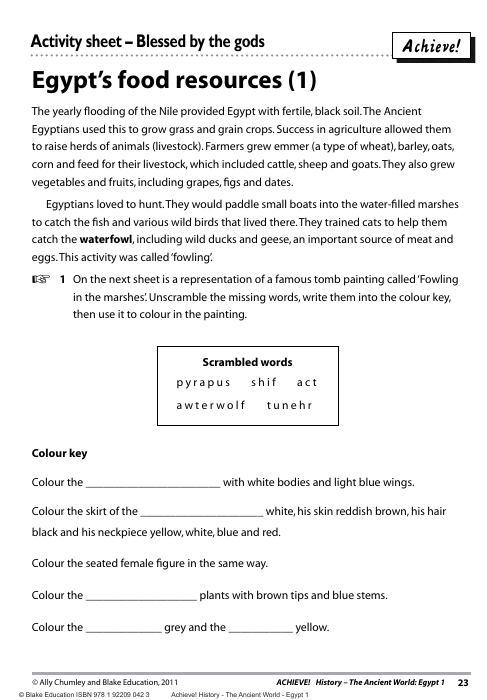 Activity sheet – Blessed by the gods
Achieve!
Egypt's food resources (1)
The yearly flooding of the Nile provided Egypt with fertile, black soil. The Ancient
Egyptians used this to grow grass and grain crops. Success in agriculture allowed them
to raise herds of animals (livestock). Farmers grew emmer (a type of wheat), barley, oats,
corn and feed for their livestock, which included cattle, sheep and goats. They also grew
vegetables and fruits, including grapes, figs and dates.
Egyptians loved to hunt. They would paddle small boats into the water-filled marshes
to catch the fish and various wild birds that lived there. They trained cats to help them
catch the waterfowl, including wild ducks and geese, an important source of meat and
eggs. This activity was called 'fowling'.
1 On the next sheet is a representation of a famous tomb painting called 'Fowling
in the marshes'. Unscramble the missing words, write them into the colour key,
then use it to colour in the painting.
Scrambled words
pyrapus shif act
awterwolf tunehr
Colour key
Colour the ______________________ with white bodies and light blue wings.
Colour the skirt of the ____________________ white, his skin reddish brown, his hair
black and his neckpiece yellow, white, blue and red.
Colour the seated female figure in the same way.
Colour the __________________ plants with brown tips and blue stems.
Colour the ____________ grey and the __________ yellow.
© Ally Chumley and Blake Education, 2011 ACHIEVE! History – The Ancient World: Egypt 1 23
© Blake Education ISBN 978 1 92209 042 3 Achieve! History - The Ancient World - Egypt 1